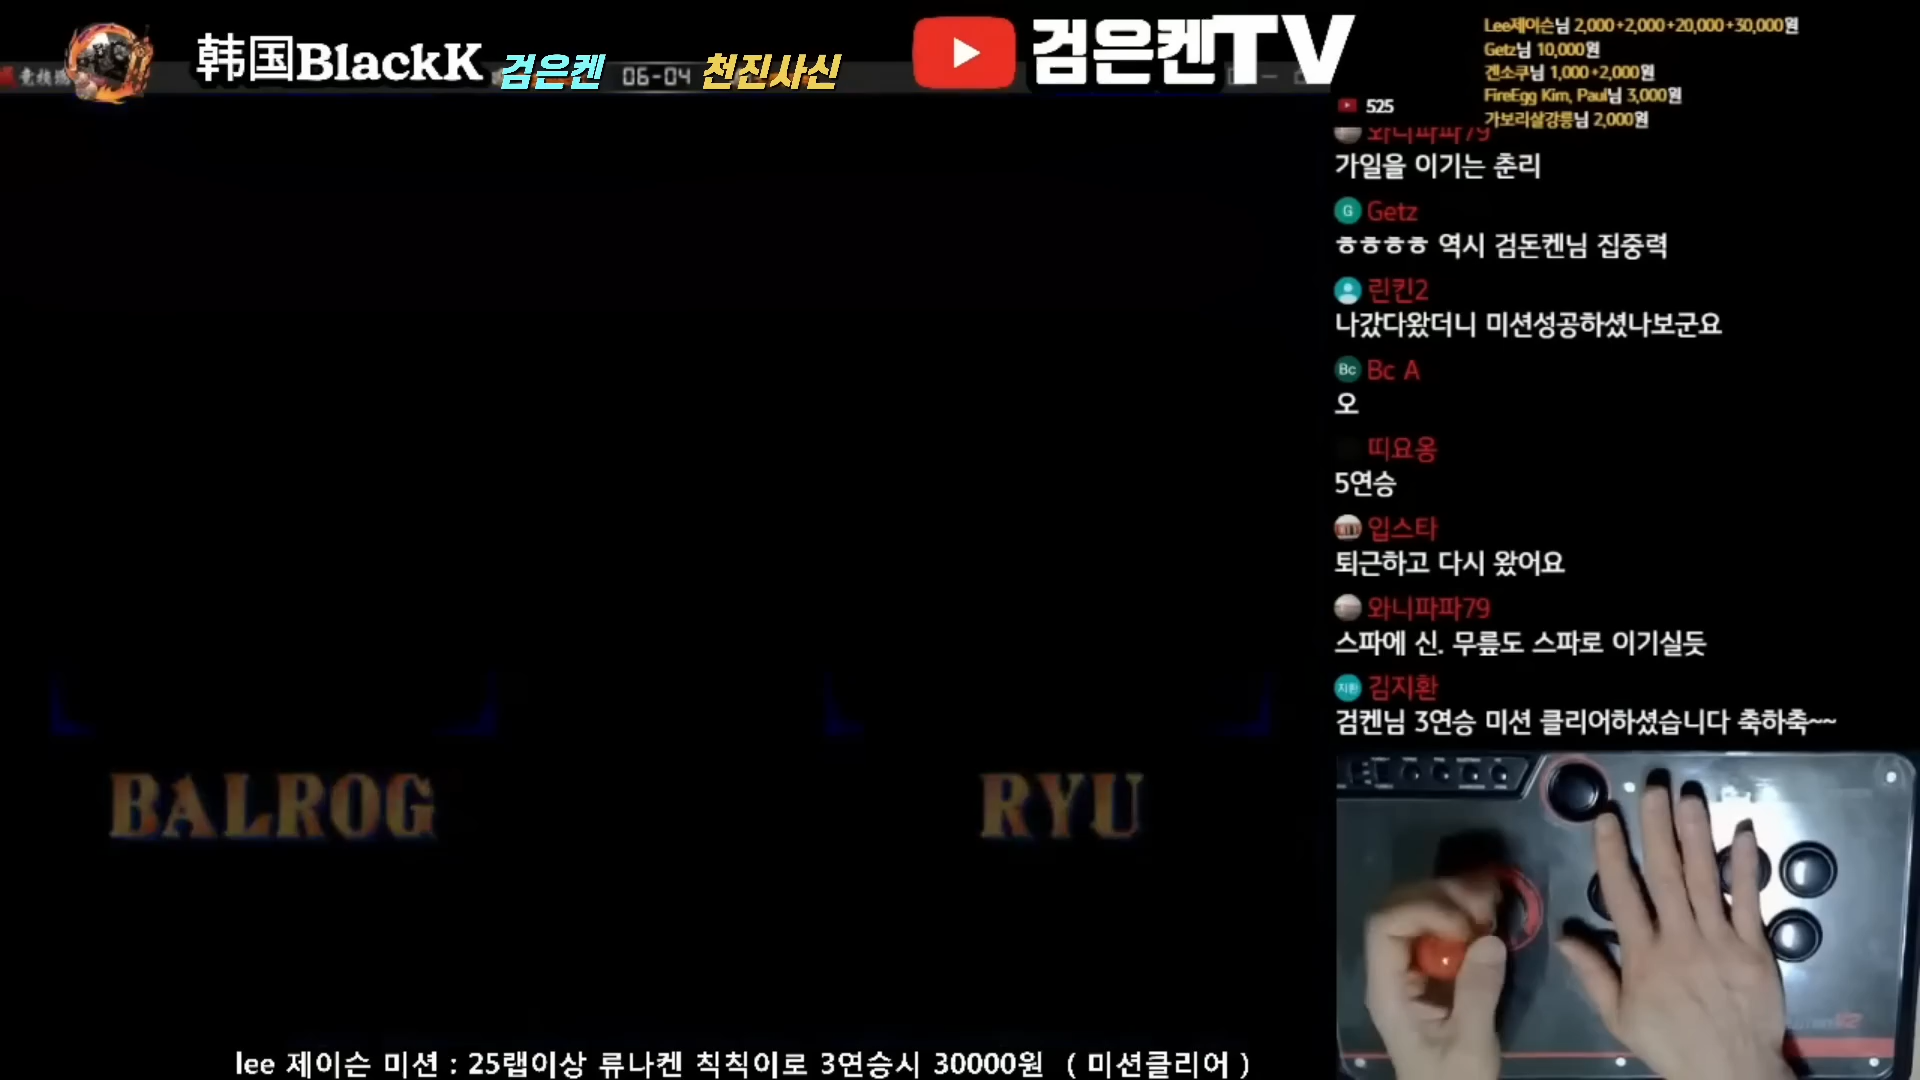 韩国BlackK
검은켄 06-04 천진사신
검은켄TV
Lee제이슨님 2,000+2,000+20,000+30,000원
Getz님 10,000원
겐소쿠님 1,000+2,000원
FireEgg Kim, Paul님 3,000원
가보리살강릉님 2,000원
525
와니파파79
가일을 이기는 춘리
G Getz
ㅎㅎㅎㅎ 역시 검돈켄님 집중력
린킨2
나갔다왔더니 미션성공하셨나보군요
Bc Bc A
오
띠요옹
5연승
입스타
퇴근하고 다시 왔어요
와니파파79
스파에 신. 무릎도 스파로 이기실듯
지환 김지환
검켄님 3연승 미션 클리어하셨습니다 축하축~~
BALROG
RYU
lee 제이슨 미션 : 25랩이상 류나켄 칙칙이로 3연승시 30000원 ( 미션클리어 )